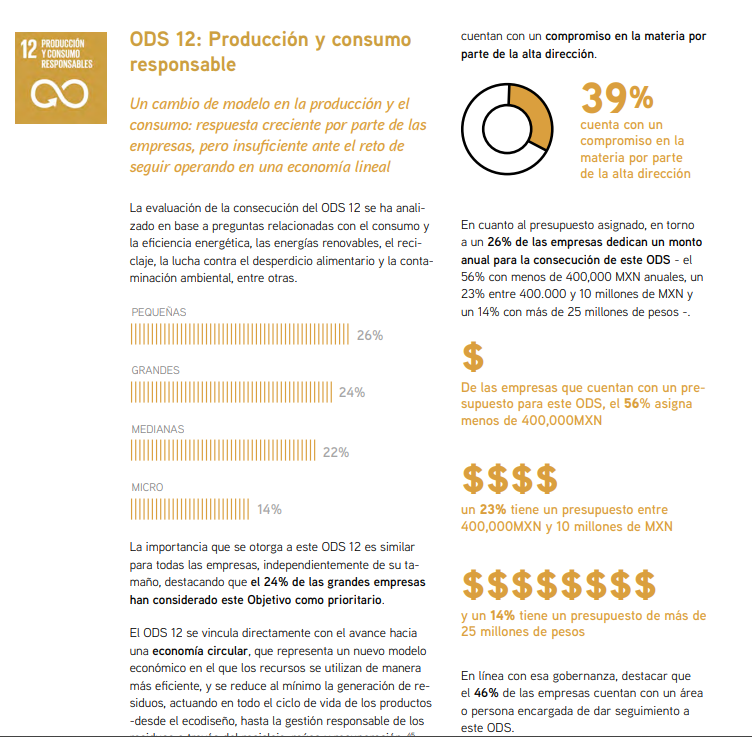 12 PRODUCCIÓN
Y CONSUMO
RESPONSABLES
ODS 12: Producción y consumo
responsable
Un cambio de modelo en la producción y el
consumo: respuesta creciente por parte de las
empresas, pero insuficiente ante el reto de
seguir operando en una economía lineal
La evaluación de la consecución del ODS 12 se ha anali-
zado en base a preguntas relacionadas con el consumo y
la eficiencia energética, las energías renovables, el reci-
claje, la lucha contra el desperdicio alimentario y la conta-
minación ambiental, entre otras.
PEQUEÑAS
26%
GRANDES
24%
MEDIANAS
22%
MICRO
14%
La importancia que se otorga a este ODS 12 es similar
para todas las empresas, independientemente de su ta-
maño, destacando que el 24% de las grandes empresas
han considerado este Objetivo como prioritario.
El ODS 12 se vincula directamente con el avance hacia
una economía circular, que representa un nuevo modelo
económico en el que los recursos se utilizan de manera
más eficiente, y se reduce al mínimo la generación de re-
siduos, actuando en todo el ciclo de vida de los productos
-desde el ecodiseño, hasta la gestión responsable de los
cuentan con un compromiso en la materia por
parte de la alta dirección.
39%
cuenta con un
compromiso en la
materia por parte
de la alta dirección
En cuanto al presupuesto asignado, en torno
a un 26% de las empresas dedican un monto
anual para la consecución de este ODS - el
56% con menos de 400,000 MXN anuales, un
23% entre 400.000 y 10 millones de MXN y
un 14% con más de 25 millones de pesos -.
$
De las empresas que cuentan con un pre-
supuesto para este ODS, el 56% asigna
menos de 400,000MXN
$$$$
un 23% tiene un presupuesto entre
400,000MXN y 10 millones de MXN
$$$$$$$$
y un 14% tiene un presupuesto de más de
25 millones de pesos
En línea con esa gobernanza, destacar que
el 46% de las empresas cuentan con un área
o persona encargada de dar seguimiento a
este ODS.